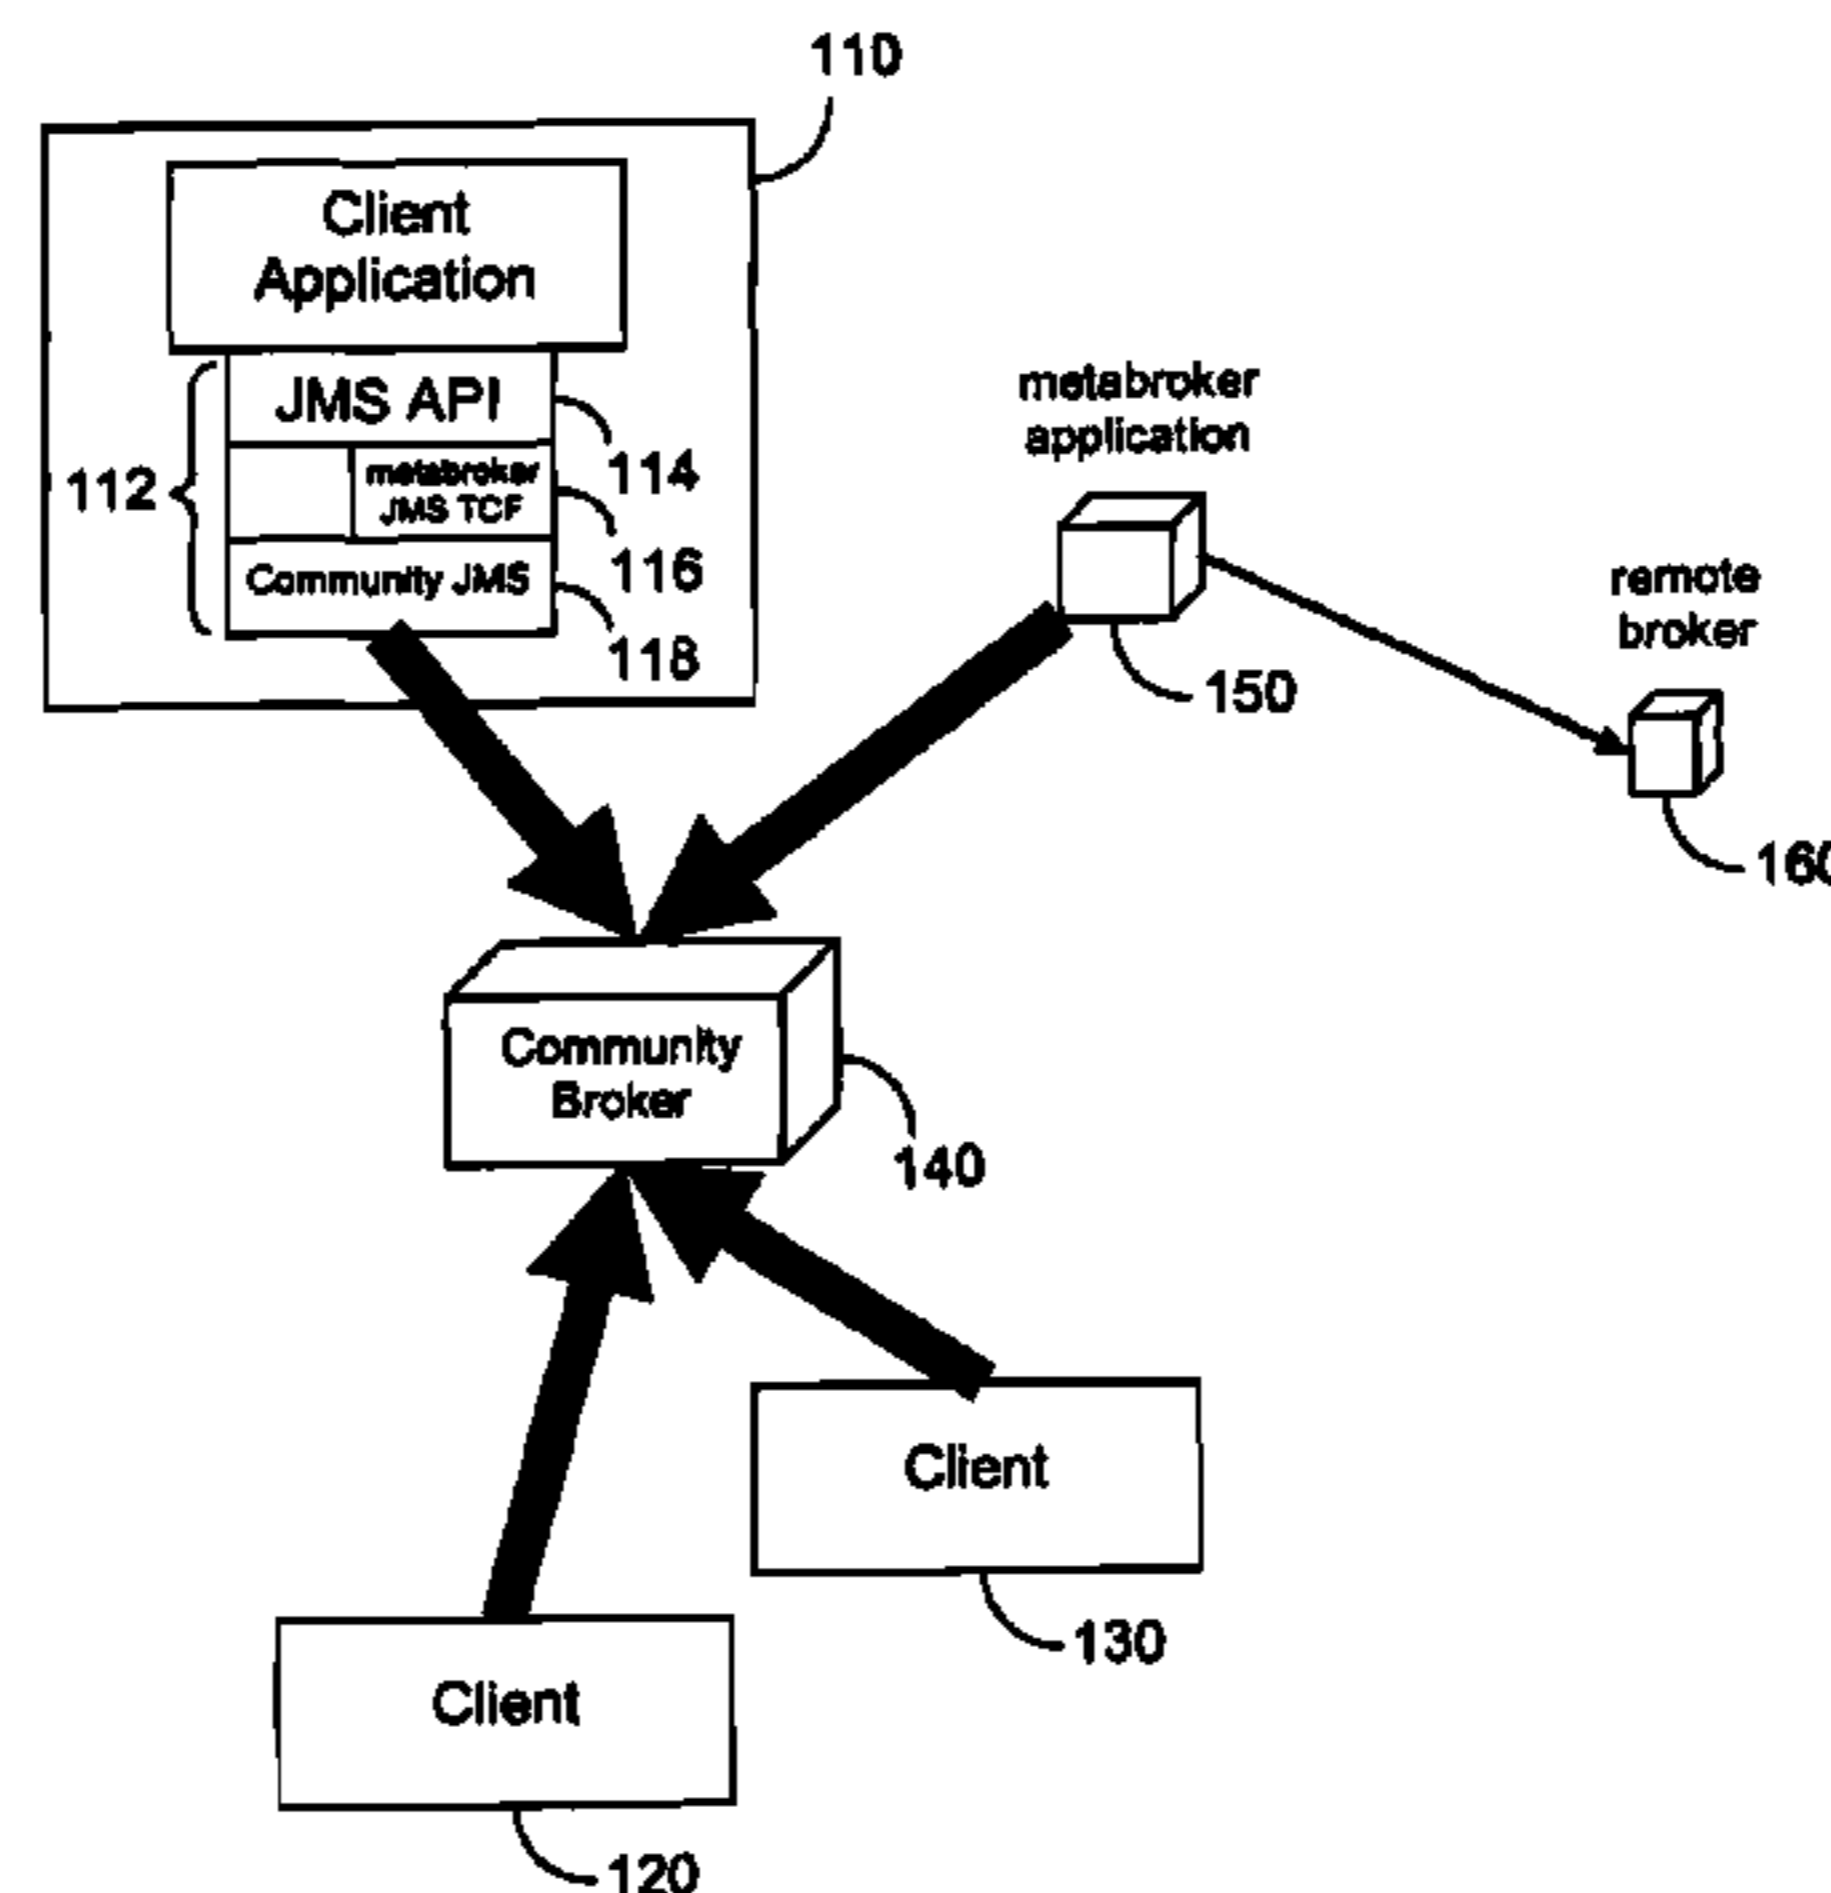 110
Client
Application
JMS API
112
114
metabroker
JMS TCF
116
Community JMS
118
metabroker
application
150
remote
broker
160
Community
Broker
140
Client
130
Client
120